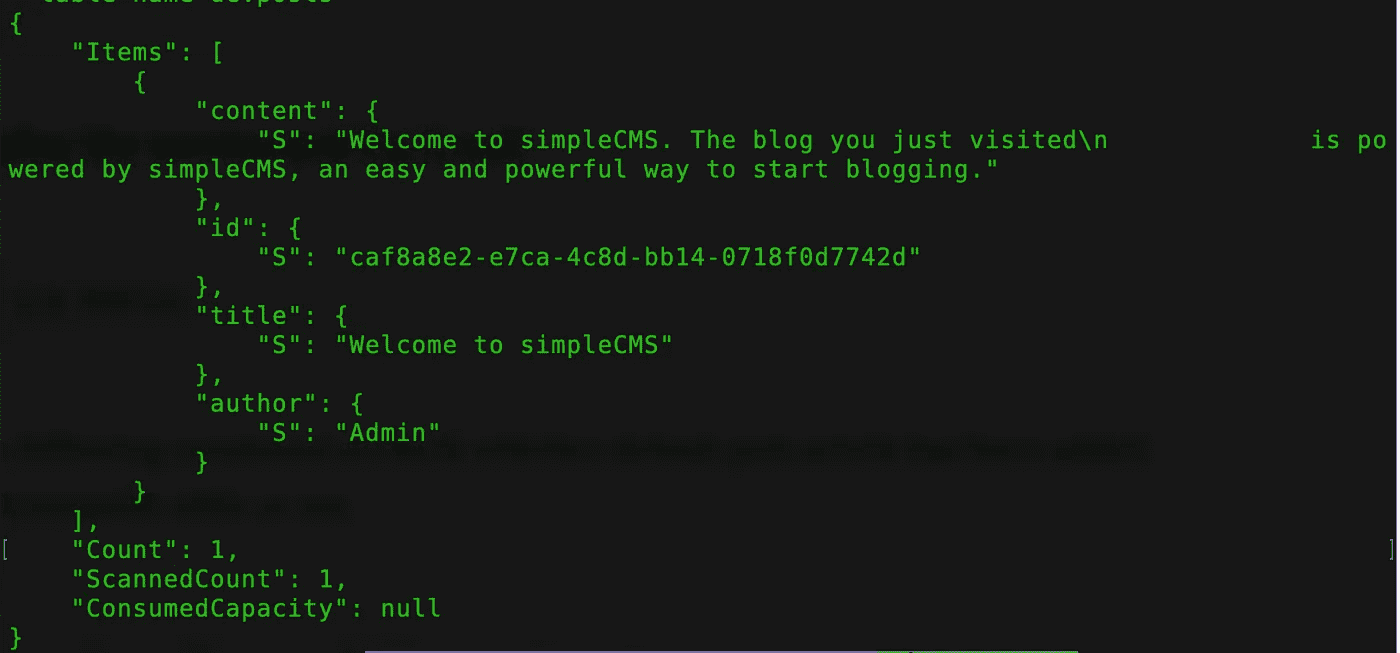 {
    "Items": [
        {
            "content": {
                "S": "Welcome to simpleCMS. The blog you just visited\n             is po
wered by simpleCMS, an easy and powerful way to start blogging."
            },
            "id": {
                "S": "caf8a8e2-e7ca-4c8d-bb14-0718f0d7742d"
            },
            "title": {
                "S": "Welcome to simpleCMS"
            },
            "author": {
                "S": "Admin"
            }
        }
    ],
[    "Count": 1,    ]
    "ScannedCount": 1,
    "ConsumedCapacity": null
}